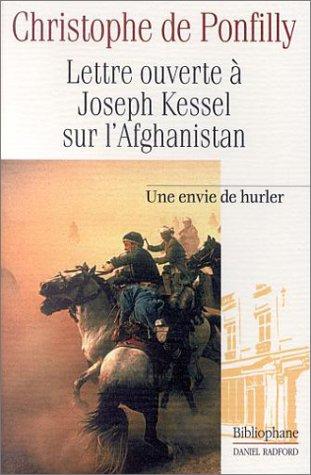 Christophe de Ponfilly
Lettre ouverte à
Joseph Kessel
sur l'Afghanistan
Une envie de hurler
Bibliophane
DANIEL RADFORD